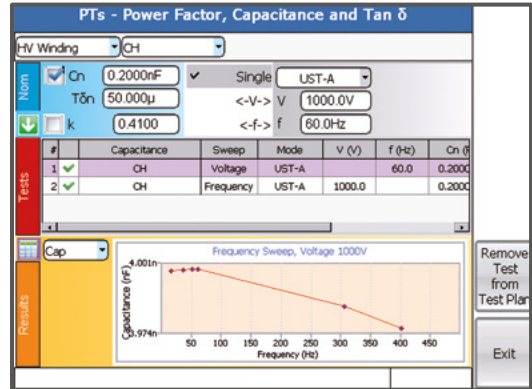 PTs - Power Factor, Capacitance and Tan δ
HV Winding CH
Nom
Cn 0.2000nF Single UST-A
Tδn 50.000µ <-V-> V 1000.0V
k 0.4100 <-f-> f 60.0Hz
Tests
# Capacitance Sweep Mode V (V) f (Hz) Cn (F
1 CH Voltage UST-A 60.0 0.2000
2 CH Frequency UST-A 1000.0 0.2000
Results
Cap
Frequency Sweep, Voltage 1000V
Capacitance (nF)
4.001n
3.974n
50 100 150 200 250 300 350 400 450
Frequency (Hz)
Remove
Test
from
Test Plan
Exit